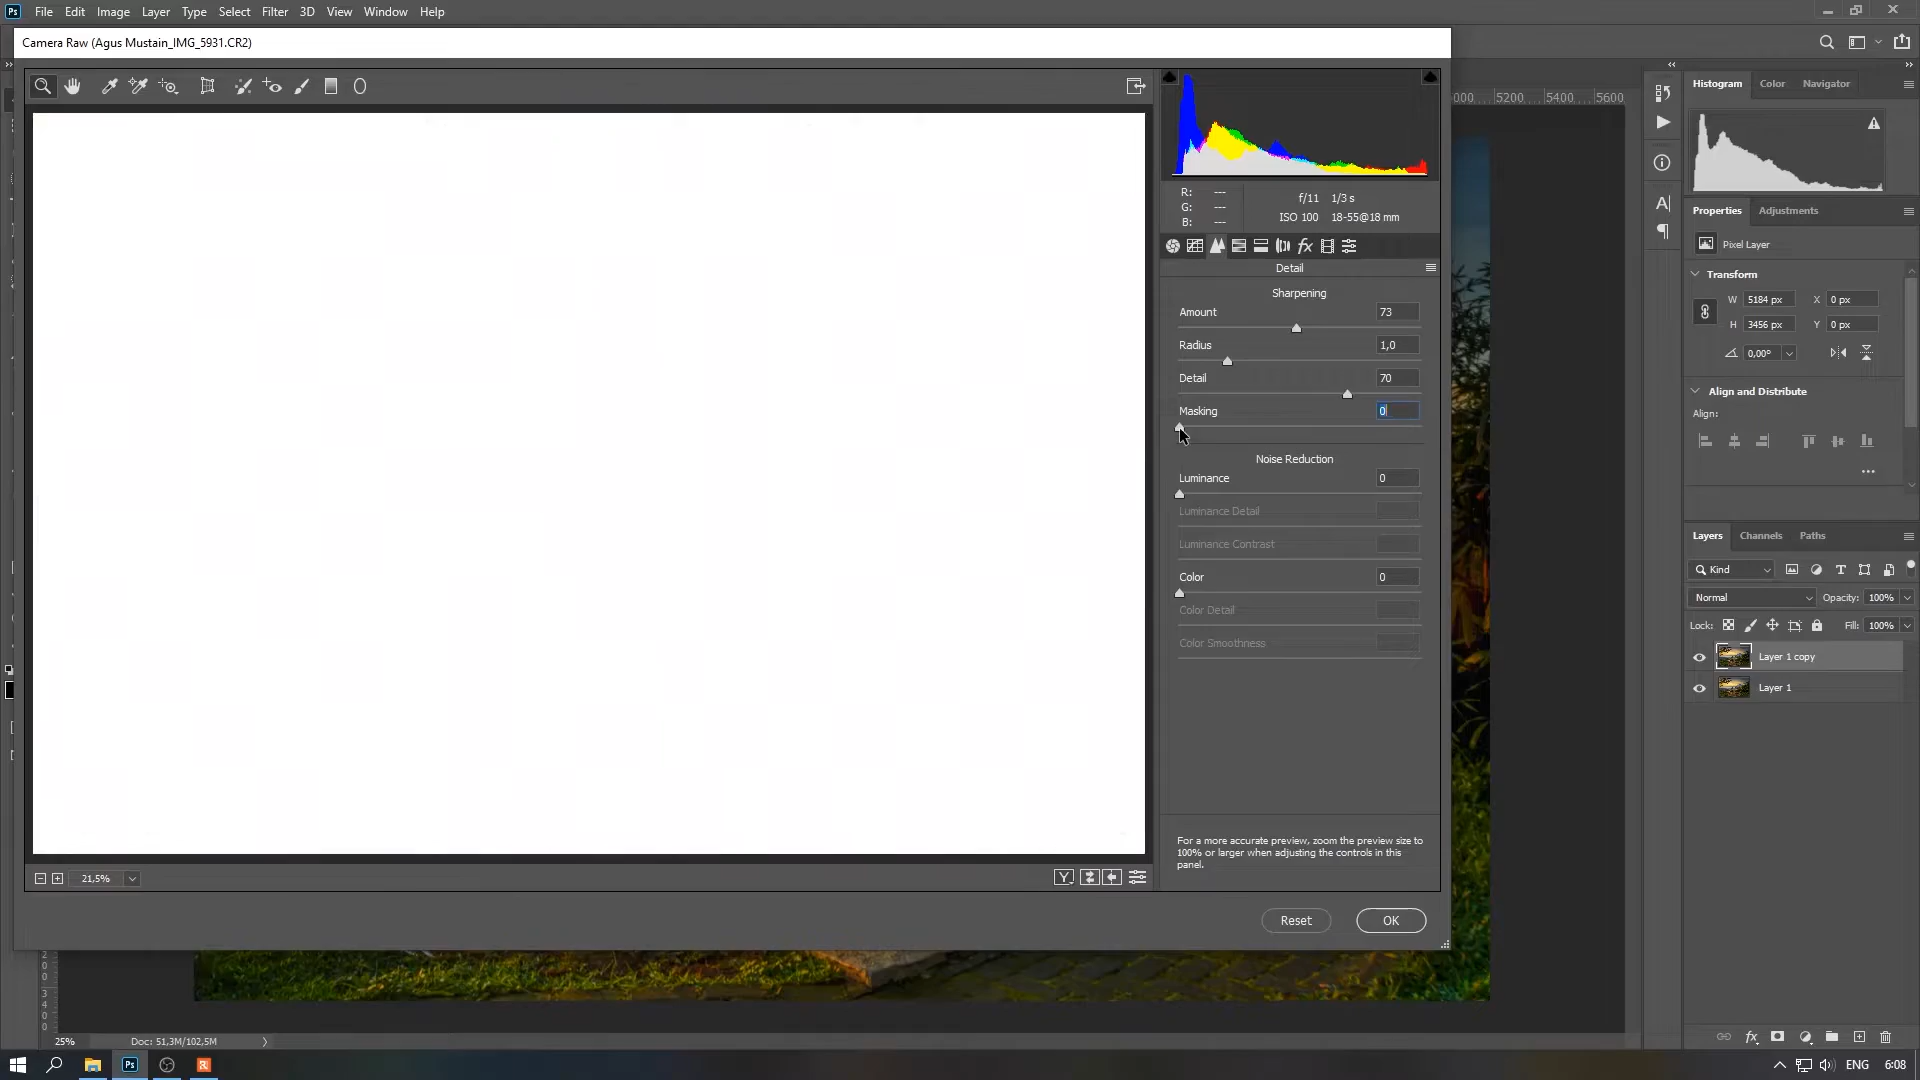 Ps File Edit Image Layer Type Select Filter 3D View Window Help
Camera Raw (Agus Mustain_IMG_5931.CR2)
R: ---
G: ---
B: ---
f/11 1/3 s
ISO 100 18-55@18 mm
fx
Detail
Sharpening
Amount 73
Radius 1,0
Detail 70
Masking 0
Noise Reduction
Luminance 0
Luminance Detail
Luminance Contrast
Color 0
Color Detail
Color Smoothness
For a more accurate preview, zoom the preview size to
100% or larger when adjusting the controls in this
panel.
21,5%
Y
Reset OK
000 5200 5400 5600
Histogram Color Navigator
Properties Adjustments
Pixel Layer
Transform
W 5184 px X 0 px
H 3456 px Y 0 px
0,00°
Align and Distribute
Align:
Layers Channels Paths
Kind
Normal Opacity: 100%
Lock: Fill: 100%
Layer 1 copy
Layer 1
fx
25% Doc: 51,3M/102,5M
Ps ENG 6:08